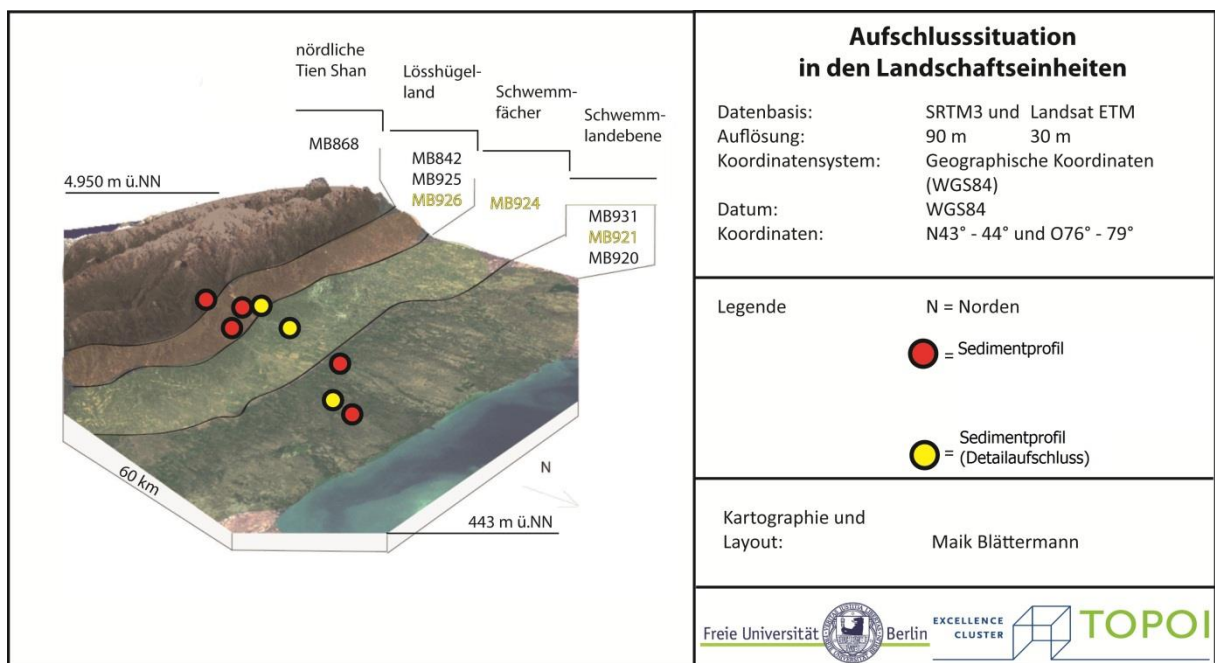 nördliche
Tien Shan
Lösshügel-
land
Schwemm-
fächer
Schwemm-
landebene
MB868
MB842
MB925
MB926
MB924
MB931
MB921
MB920
4.950 m ü.NN
60 km
N
443 m ü.NN
Aufschlusssituation
in den Landschaftseinheiten
Datenbasis: SRTM3 und Landsat ETM
Auflösung: 90 m 30 m
Koordinatensystem: Geographische Koordinaten
(WGS84)
Datum: WGS84
Koordinaten: N43° - 44° und O76° - 79°
Legende N = Norden
= Sedimentprofil
= Sedimentprofil
(Detailaufschluss)
Kartographie und
Layout: Maik Blättermann
Freie Universität Berlin
EXCELLENCE
CLUSTER
TOPOI